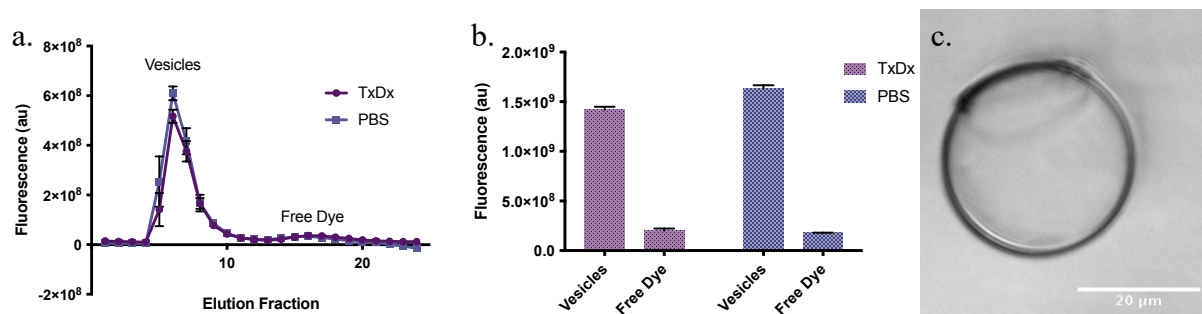 a.
8×10⁸
6×10⁸
4×10⁸
2×10⁸
0
-2×10⁸
Fluorescence (au)
Vesicles
TxDx
PBS
Free Dye
10
20
Elution Fraction
b.
2.0×10⁹
1.5×10⁹
1.0×10⁹
5.0×10⁸
0.0
Fluorescence (au)
TxDx
PBS
Vesicles
Free Dye
Vesicles
Free Dye
c.
20 μm